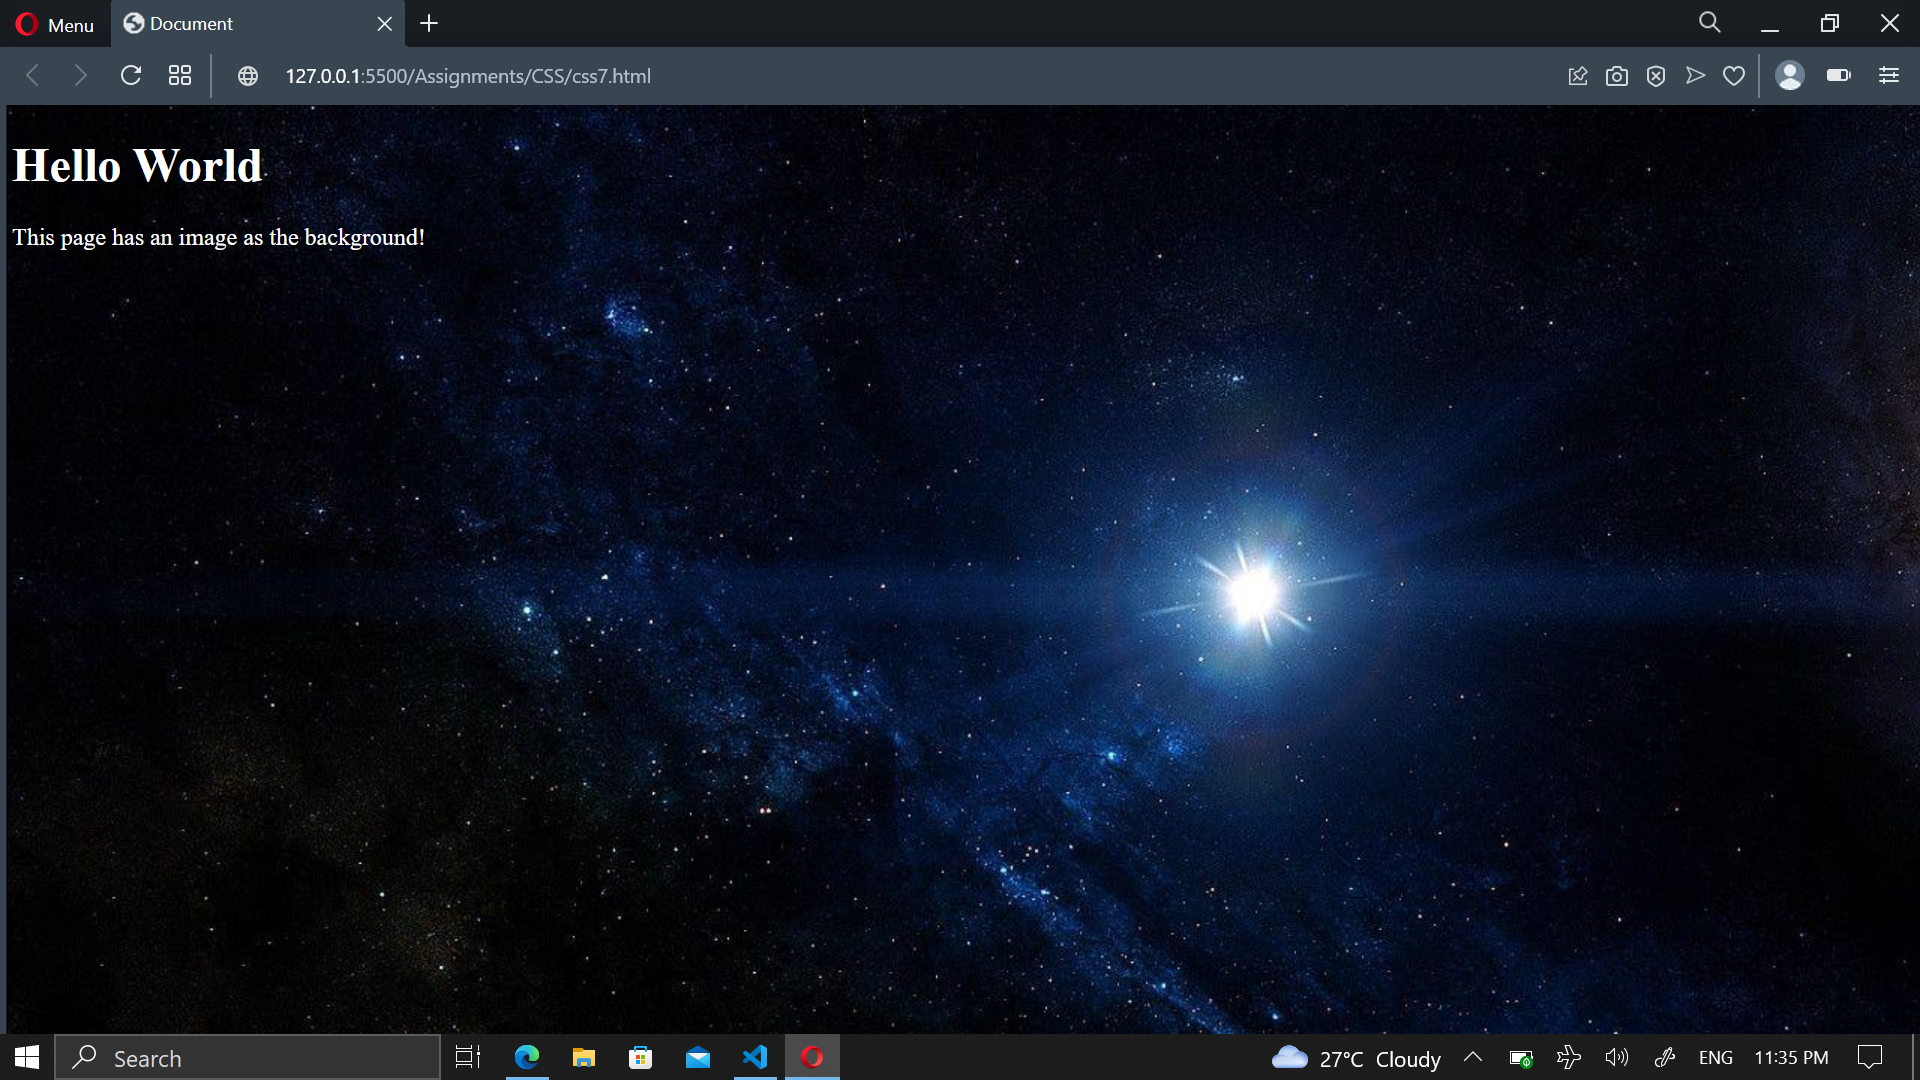 Menu
Document
127.0.0.1:5500/Assignments/CSS/css7.html
Hello World
This page has an image as the background!
Search
27°C Cloudy
ENG
11:35 PM